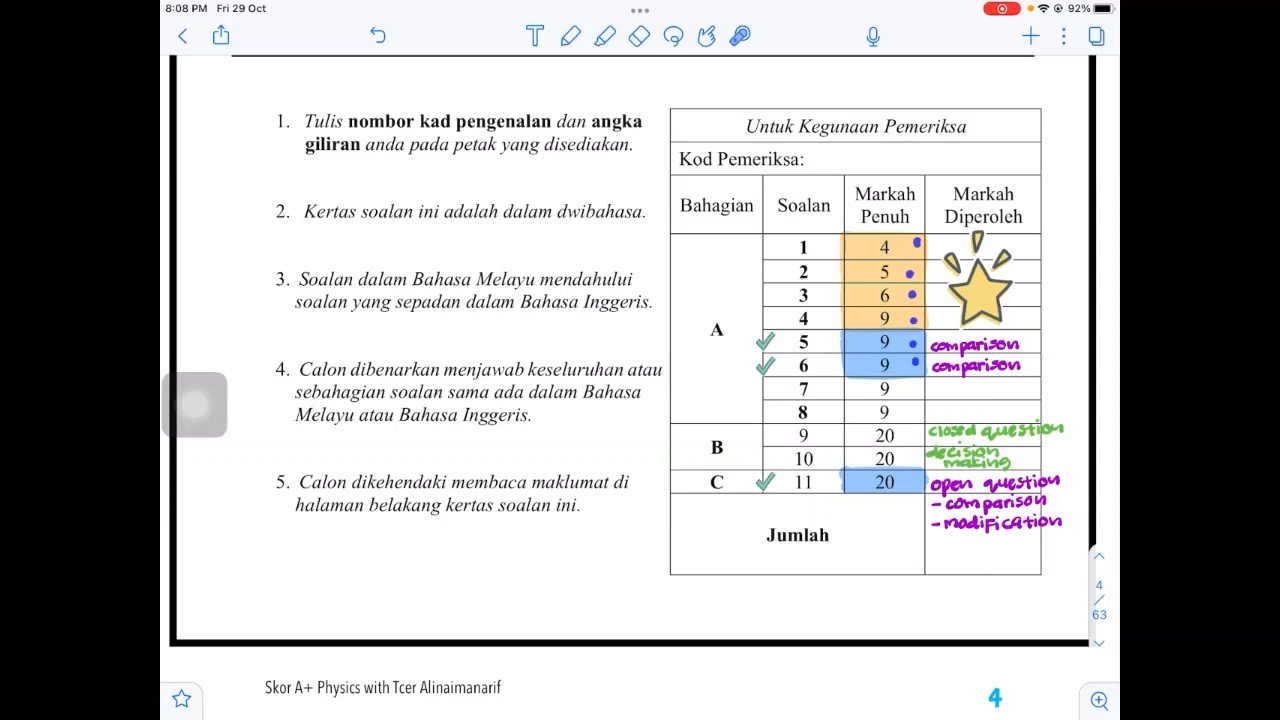 8:08 PM Fri 29 Oct
92%
1. Tulis nombor kad pengenalan dan angka
giliran anda pada petak yang disediakan.
2. Kertas soalan ini adalah dalam dwibahasa.
3. Soalan dalam Bahasa Melayu mendahului
soalan yang sepadan dalam Bahasa Inggeris.
4. Calon dibenarkan menjawab keseluruhan atau
sebahagian soalan sama ada dalam Bahasa
Melayu atau Bahasa Inggeris.
5. Calon dikehendaki membaca maklumat di
halaman belakang kertas soalan ini.
Untuk Kegunaan Pemeriksa
Kod Pemeriksa:
Bahagian Soalan Markah Penuh Markah Diperoleh
A
1 4
2 5
3 6
4 9
5 9 comparison
6 9 comparison
7 9
8 9
B
9 20 closed question
10 20 decision
making
C 11 20 open question
- comparison
- modification
Jumlah
4
/
63
Skor A+ Physics with Tcer Alinaimanarif
4